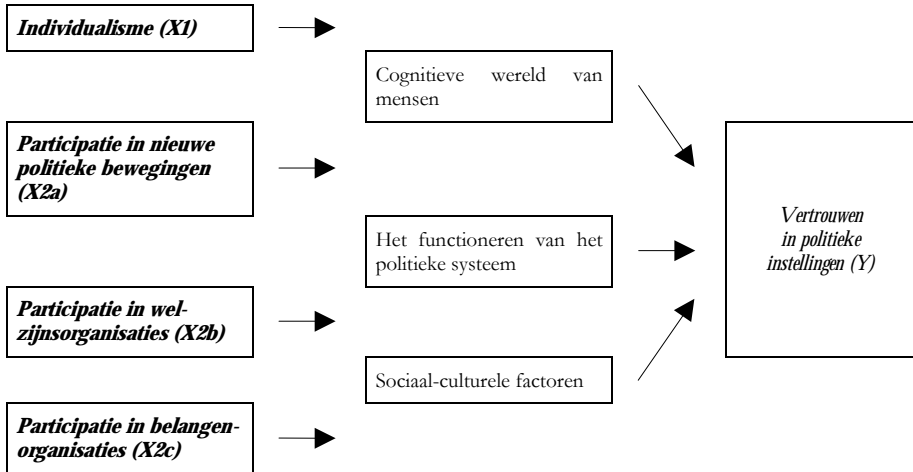 Individualisme (X1)
Cognitieve wereld van
mensen
Participatie in nieuwe
politieke bewegingen
(X2a)
Vertrouwen
in politieke
instellingen (Y)
Het functioneren van het
politieke systeem
Participatie in wel-
zijnsorganisaties (X2b)
Sociaal-culturele factoren
Participatie in belangen-
organisaties (X2c)